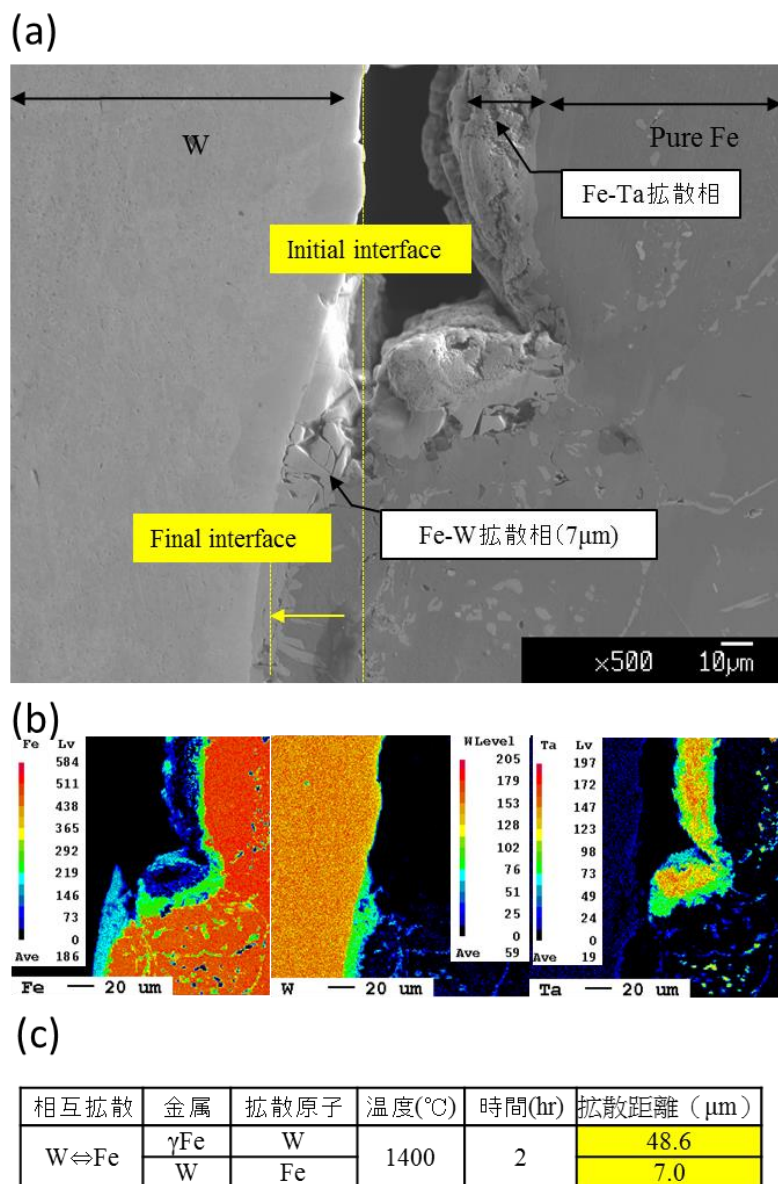 (a)
W
Pure Fe
Fe-Ta拡散相
Initial interface
Fe-W拡散相(7μm)
Final interface
×500 10μm
(b)
Fe Lv
584
511
438
365
292
219
146
73
0
Ave 186
Fe 20 um
W Level
205
179
153
128
102
76
51
25
0
Ave 59
W 20 um
Ta Lv
197
172
147
123
98
73
49
24
0
Ave 19
Ta 20 um
(c)
相互拡散 金属 拡散原子 温度(℃) 時間(hr) 拡散距離(μm)
W⇔Fe γFe W 1400 2 48.6
W Fe 7.0